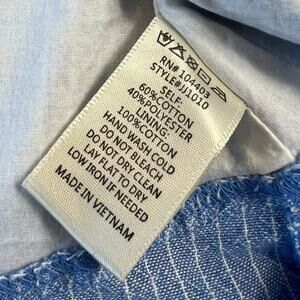 RN# 104403
STYLE#JJ1010
SELF:
60%COTTON
40%POLYESTER
LINING:
100%COTTON
HAND WASH COLD
DO NOT BLEACH
DO NOT DRY CLEAN
LAY FLAT TO DRY
LOW IRON IF NEEDED
MADE IN VIETNAM